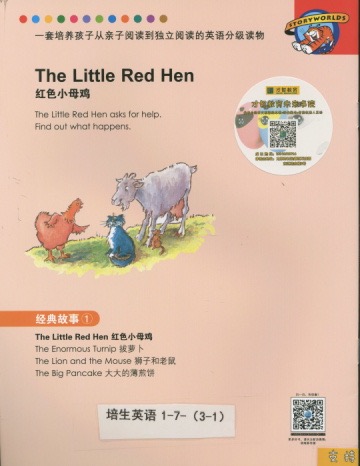 STORYWORLDS
一套培养孩子从亲子阅读到独立阅读的英语分级读物
The Little Red Hen
红色小母鸡
The Little Red Hen asks for help.
Find out what happens.
经典故事 1
The Little Red Hen 红色小母鸡
The Enormous Turnip 拔萝卜
The Lion and the Mouse 狮子和老鼠
The Big Pancake 大大的薄煎饼
培生英语 1-7-（3-1）